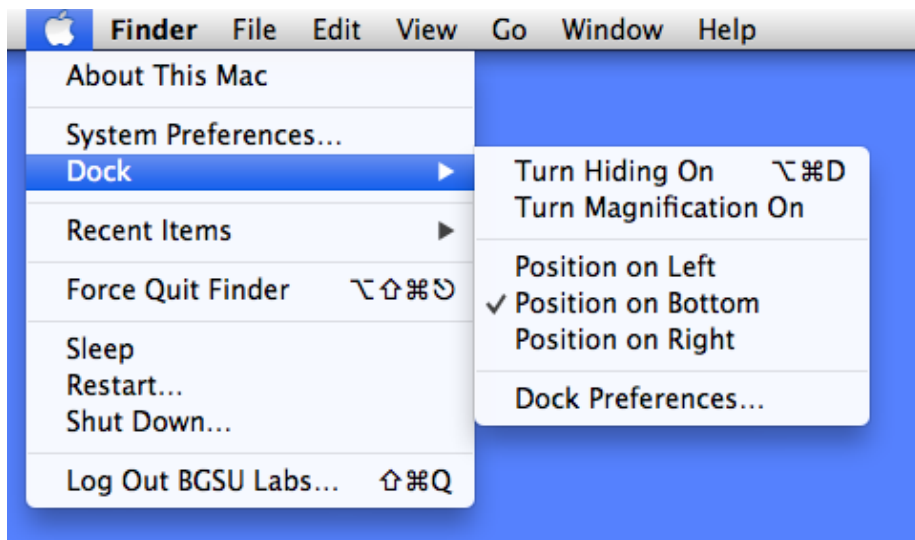 Finder File Edit View Go Window Help
About This Mac
System Preferences...
Dock ▶
Recent Items ▶
Force Quit Finder ⌥⇧⌘⎋
Sleep
Restart...
Shut Down...
Log Out BGSU Labs... ⇧⌘Q
Turn Hiding On ⌥⌘D
Turn Magnification On
Position on Left
✓ Position on Bottom
Position on Right
Dock Preferences...